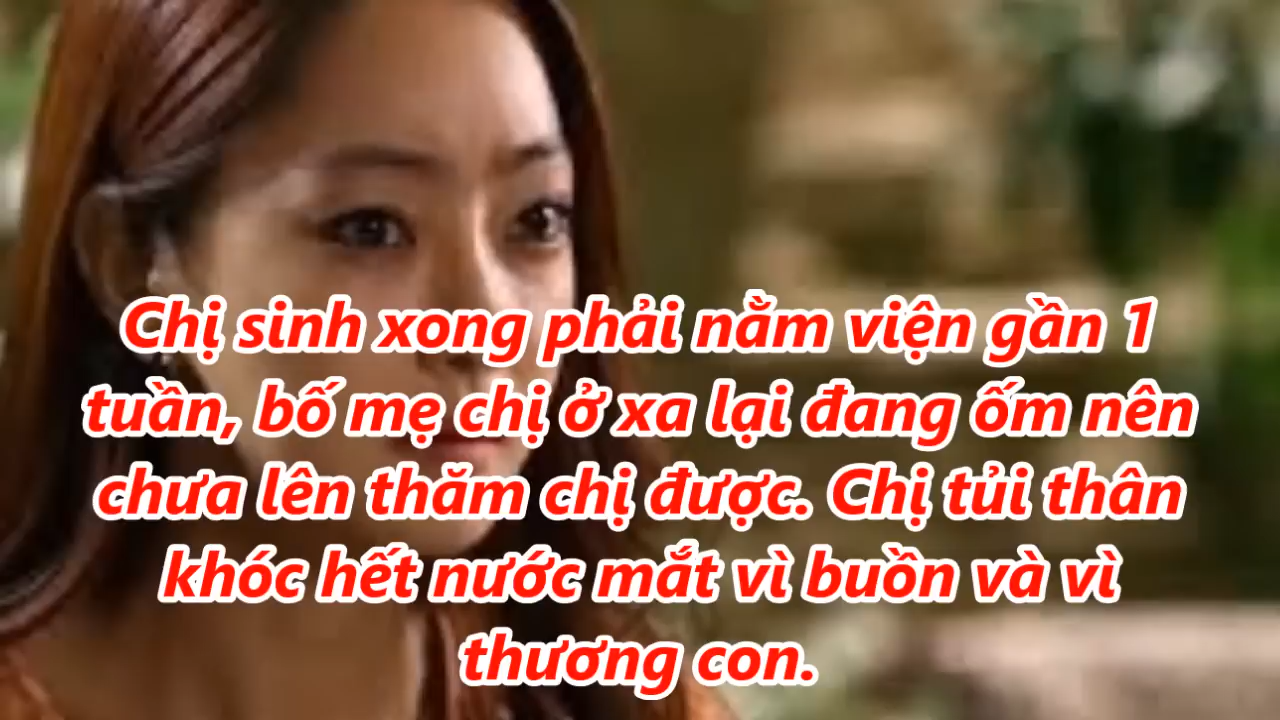 Chị sinh xong phải nằm viện gần 1
tuần, bố mẹ chị ở xa lại đang ốm nên
chưa lên thăm chị được. Chị tủi thân
khóc hết nước mắt vì buồn và vì
thương con.